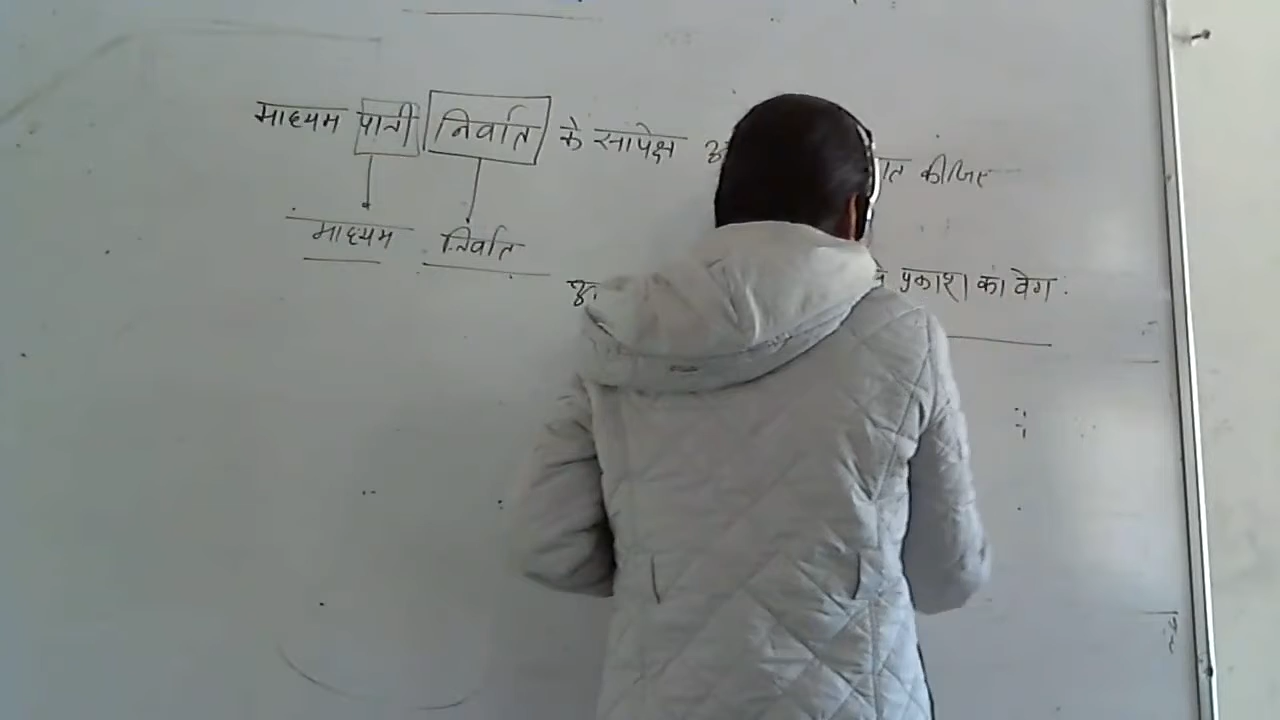 माध्यम पानी निर्वात के सापेक्ष कीजिए
माध्यम निर्वात
प्रकाश का वेग :